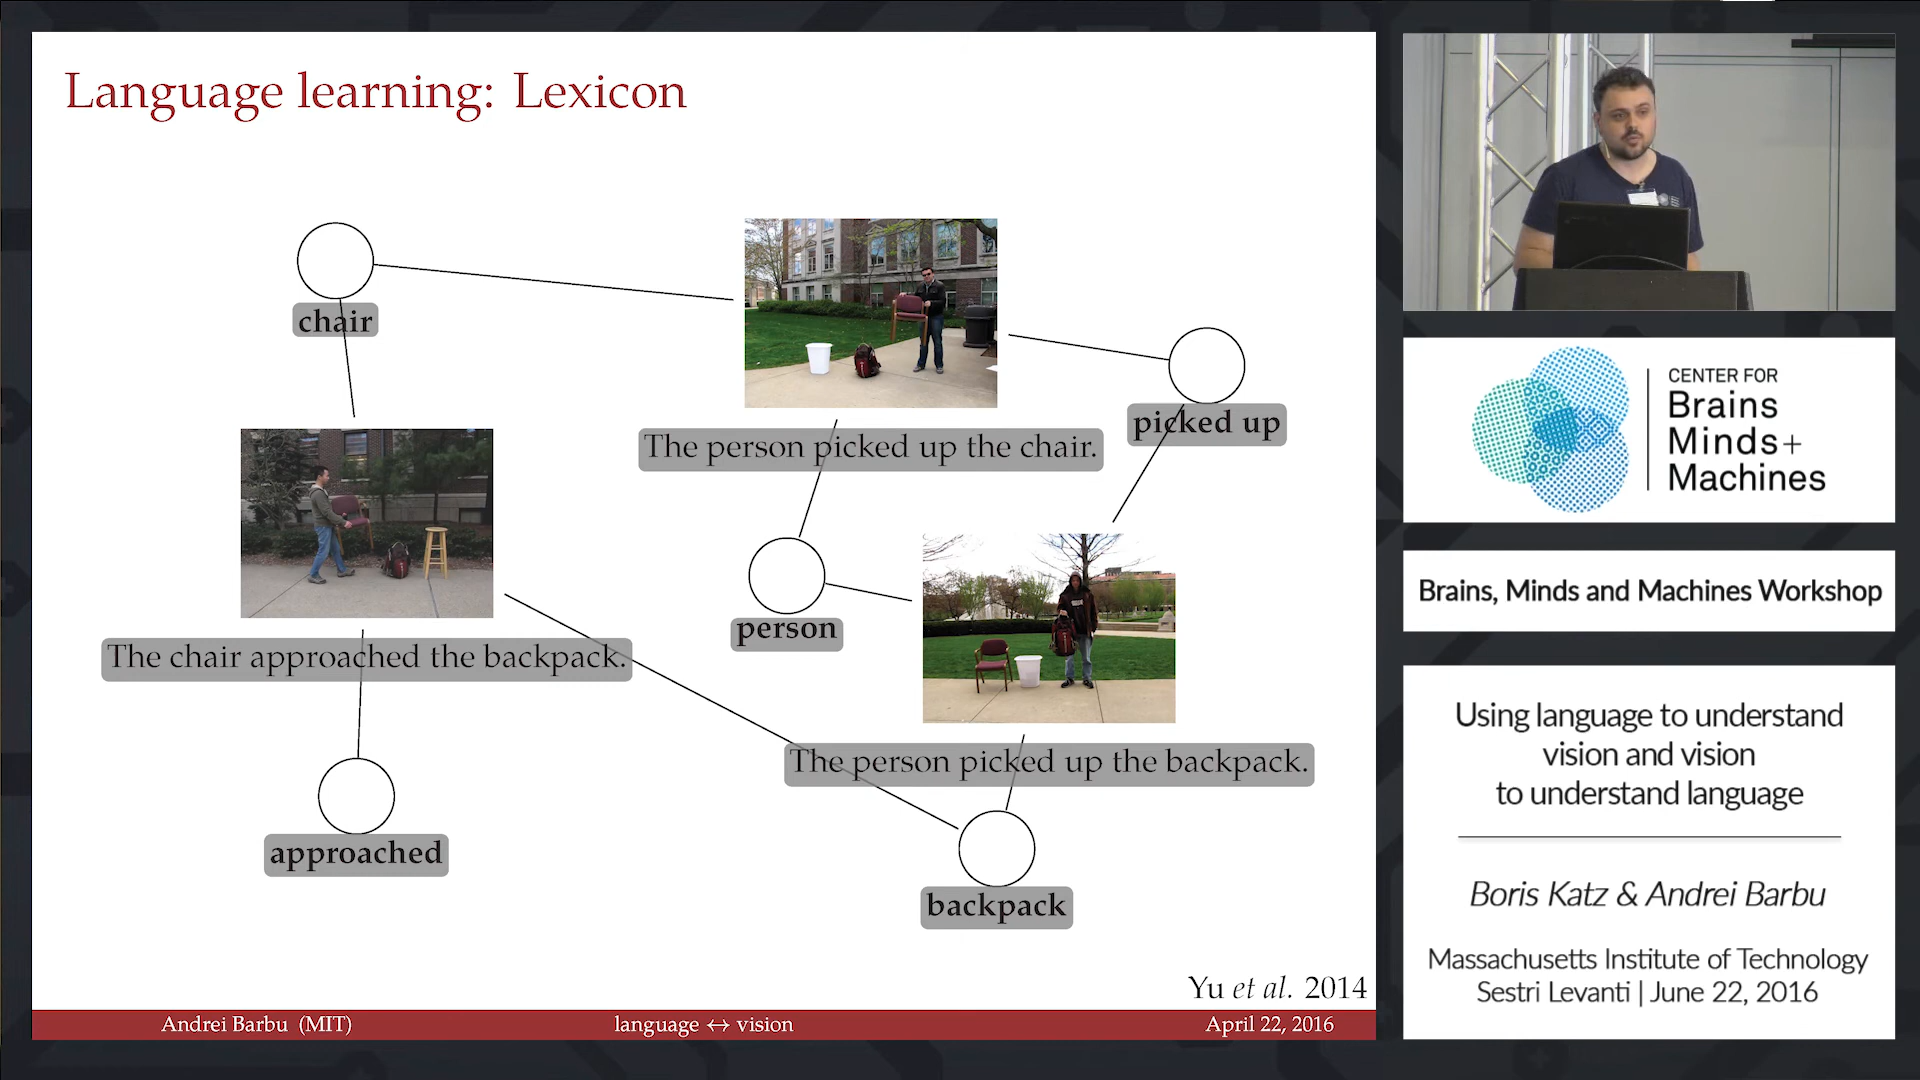 Language learning: Lexicon
chair
The person picked up the chair.
picked up
person
The chair approached the backpack.
The person picked up the backpack.
approached
backpack
Yu et al. 2014
Andrei Barbu (MIT)
language ↔ vision
April 22, 2016
CENTER FOR
Brains
Minds+
Machines
Brains, Minds and Machines Workshop
Using language to understand
vision and vision
to understand language
Boris Katz & Andrei Barbu
Massachusetts Institute of Technology
Sestri Levanti | June 22, 2016